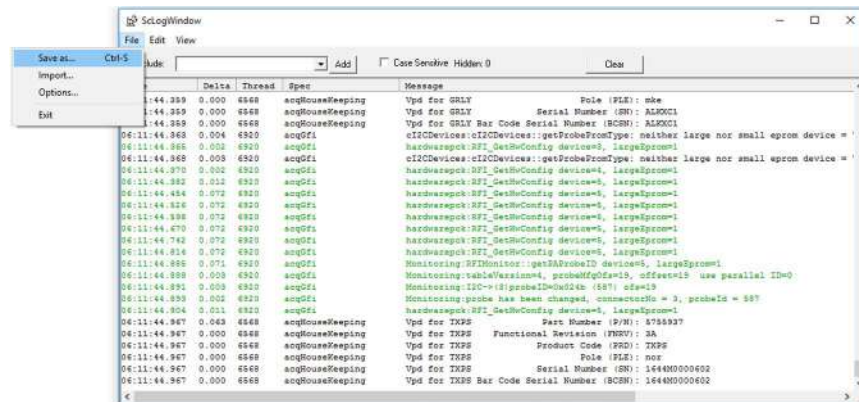 ScLogWindow
File Edit View
Save as... Ctrl-S
Import...
Options...
Exit
lude: Add Case Sensitive Hidden: 0 Clear
Delta Thread Spec Message
:44.359 0.000 6568 acqHouseKeeping Vpd for GRLY Pole (PLE): mke
:44.359 0.000 6568 acqHouseKeeping Vpd for GRLY Serial Number (SN): ALKXC1
:44.359 0.000 6568 acqHouseKeeping Vpd for GRLY Bar Code Serial Number (BCSN): ALKXC1
06:11:44.363 0.004 6920 acqGfi cI2CDevices:cI2CDevices::getProbePromType: neither large nor small eprom device = '
06:11:44.365 0.002 6920 acqGfi hardwarepck:RFI_GetHwConfig device=3, largeEprom=1
06:11:44.368 0.003 6920 acqGfi cI2CDevices:cI2CDevices::getProbePromType: neither large nor small eprom device = '
06:11:44.370 0.002 6920 acqGfi hardwarepck:RFI_GetHwConfig device=4, largeEprom=1
06:11:44.382 0.012 6920 acqGfi hardwarepck:RFI_GetHwConfig device=5, largeEprom=1
06:11:44.454 0.072 6920 acqGfi hardwarepck:RFI_GetHwConfig device=5, largeEprom=1
06:11:44.526 0.072 6920 acqGfi hardwarepck:RFI_GetHwConfig device=5, largeEprom=1
06:11:44.598 0.072 6920 acqGfi hardwarepck:RFI_GetHwConfig device=5, largeEprom=1
06:11:44.670 0.072 6920 acqGfi hardwarepck:RFI_GetHwConfig device=5, largeEprom=1
06:11:44.742 0.072 6920 acqGfi hardwarepck:RFI_GetHwConfig device=5, largeEprom=1
06:11:44.814 0.072 6920 acqGfi hardwarepck:RFI_GetHwConfig device=5, largeEprom=1
06:11:44.885 0.071 6920 acqGfi Monitoring:RFIMonitor::getPAProbeID device=5, largeEprom=1
06:11:44.888 0.003 6920 acqGfi Monitoring:tableVersion=4, probeMfgOfs=19, offset=19 use parallel ID=0
06:11:44.891 0.003 6920 acqGfi Monitoring:I2C->(8)probeID=0x024b (587) ofs=19
06:11:44.893 0.002 6920 acqGfi Monitoring:probe has been changed, connectorNo = 3, probeId = 587
06:11:44.904 0.011 6920 acqGfi hardwarepck:RFI_GetHwConfig device=5, largeEprom=1
06:11:44.967 0.063 6568 acqHouseKeeping Vpd for TXPS Part Number (P/N): 5755937
06:11:44.967 0.000 6568 acqHouseKeeping Vpd for TXPS Functional Revision (FNRV): 3A
06:11:44.967 0.000 6568 acqHouseKeeping Vpd for TXPS Product Code (PRD): TXPS
06:11:44.967 0.000 6568 acqHouseKeeping Vpd for TXPS Pole (PLE): nor
06:11:44.967 0.000 6568 acqHouseKeeping Vpd for TXPS Serial Number (SN): 1644M0000602
06:11:44.967 0.000 6568 acqHouseKeeping Vpd for TXPS Bar Code Serial Number (BCSN): 1644M0000602